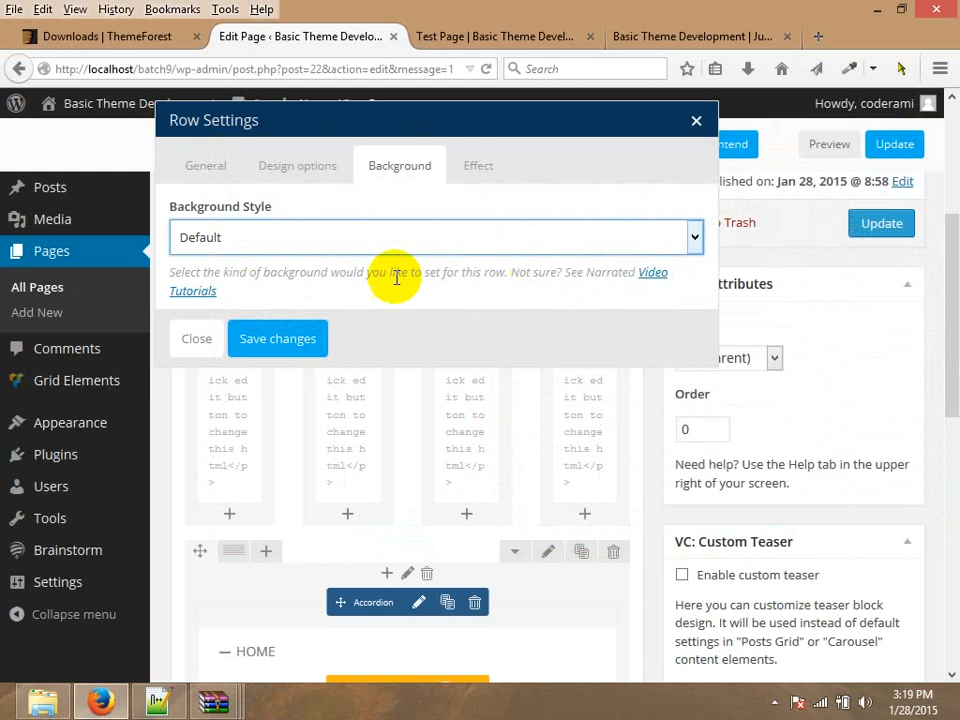 File Edit View History Bookmarks Tools Help
Downloads | ThemeForest
Edit Page ‹ Basic Theme Develo...
Test Page | Basic Theme Devel...
Basic Theme Development | Ju...
http://localhost/batch9/wp-admin/post.php?post=22&action=edit&message=1
Search
Basic Theme De
Howdy, coderami
Row Settings
General
Design options
Background
Effect
Background Style
Default
Select the kind of background would you like to set for this row. Not sure? See Narrated Video
Tutorials
Close
Save changes
Preview
Update
Jan 28, 2015 @ 8:58 Edit
Trash
Update
Posts
Media
Pages
All Pages
Add New
Comments
Grid Elements
Appearance
Plugins
Users
Tools
Brainstorm
Settings
Collapse menu
ick ed ick ed ick ed ick ed
it but it but it but it but
ton to ton to ton to ton to
change change change change
this h this h this h this h
tml</p tml</p tml</p tml</p
> > > >
Accordion
HOME
Order
0
Need help? Use the Help tab in the upper
right of your screen.
VC: Custom Teaser
Enable custom teaser
Here you can customize teaser block
design. It will be used instead of default
settings in "Posts Grid" or "Carousel"
content elements.
3:19 PM
1/28/2015